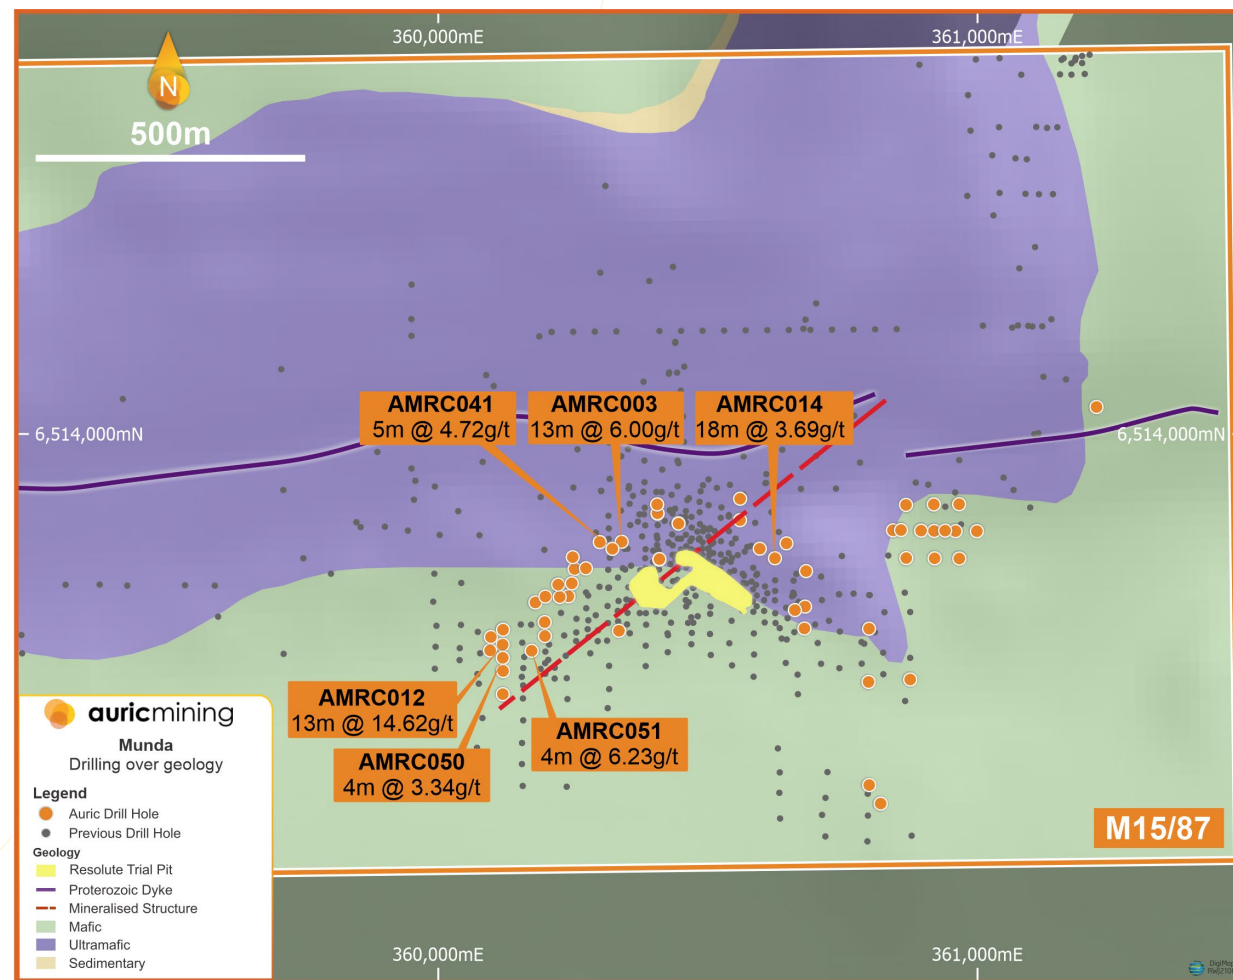 360,000mE
361,000mE
N
500m
AMRC041
5m @ 4.72g/t
AMRC003
13m @ 6.00g/t
AMRC014
18m @ 3.69g/t
6,514,000mN
6,514,000mN
AMRC012
13m @ 14.62g/t
AMRC051
4m @ 6.23g/t
AMRC050
4m @ 3.34g/t
auricmining
Munda
Drilling over geology
Legend
Auric Drill Hole
Previous Drill Hole
Geology
Resolute Trial Pit
Proterozoic Dyke
Mineralised Structure
Mafic
Ultramafic
Sedimentary
M15/87
360,000mE
361,000mE